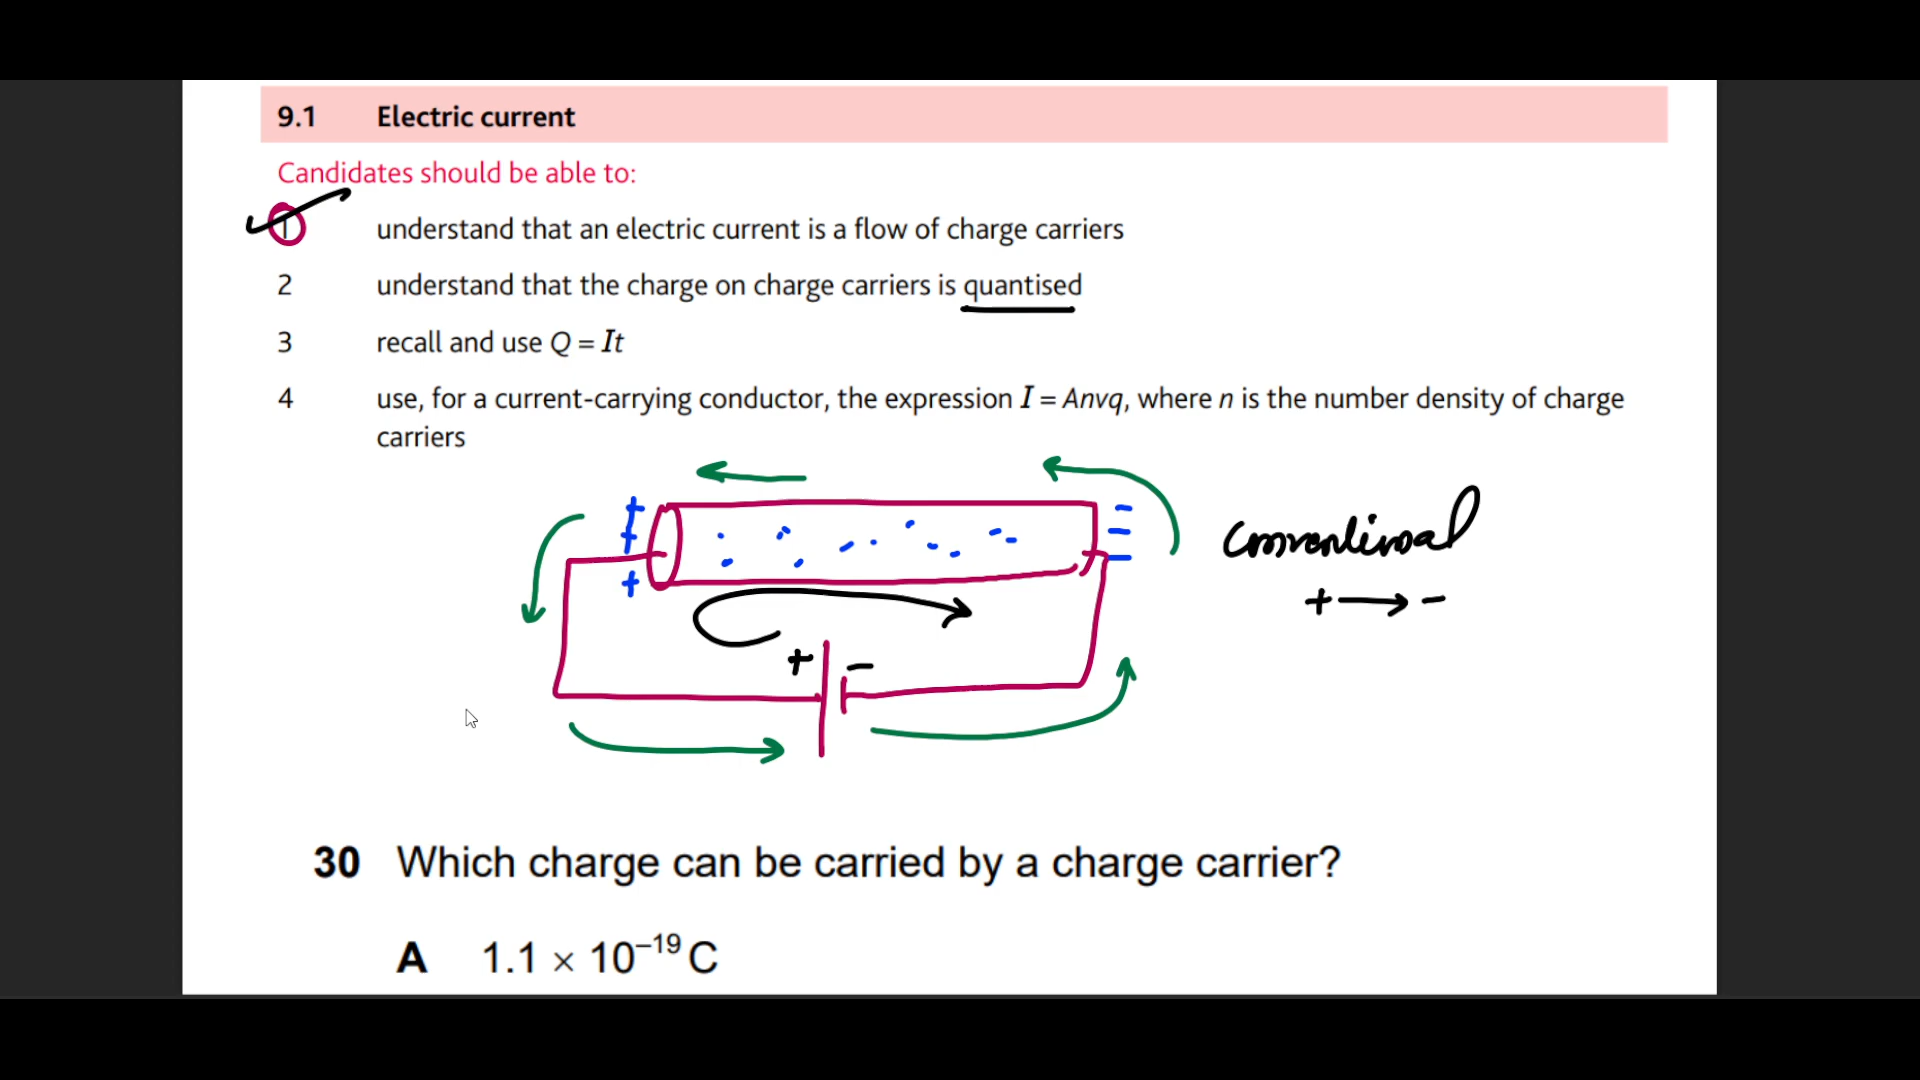 9.1 Electric current
Candidates should be able to:
1 understand that an electric current is a flow of charge carriers
2 understand that the charge on charge carriers is quantised
3 recall and use Q = It
4 use, for a current-carrying conductor, the expression I = Anvq, where n is the number density of charge
carriers
+ −
+ −
+ −
conventional
+ → −
+ −
30 Which charge can be carried by a charge carrier?
A 1.1 × 10⁻¹⁹ C